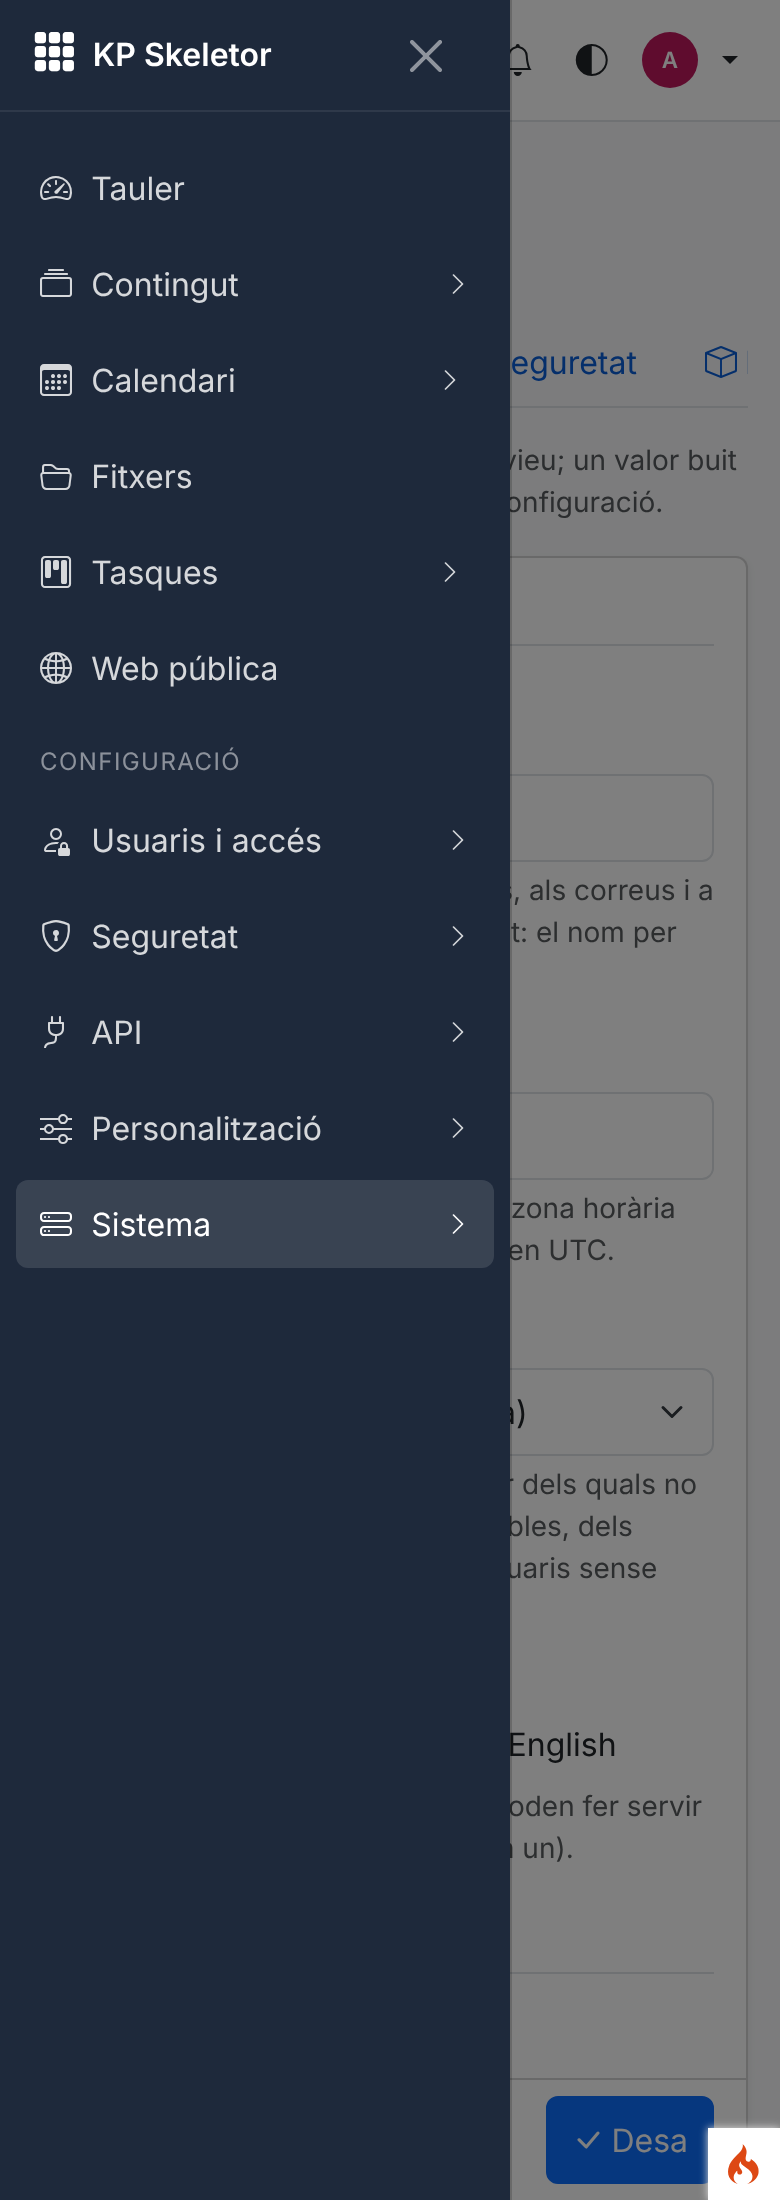 KP Skeletor
A
Tauler
Contingut
Calendari
Fitxers
Tasques
Web pública
CONFIGURACIÓ
Usuaris i accés
Seguretat
API
Personalització
Sistema
eguretat
vieu; un valor buit
onfiguració.
s, als correus i a
t: el nom per
zona horària
en UTC.
a)
r dels quals no
bles, dels
uaris sense
English
oden fer servir
un).
Desa